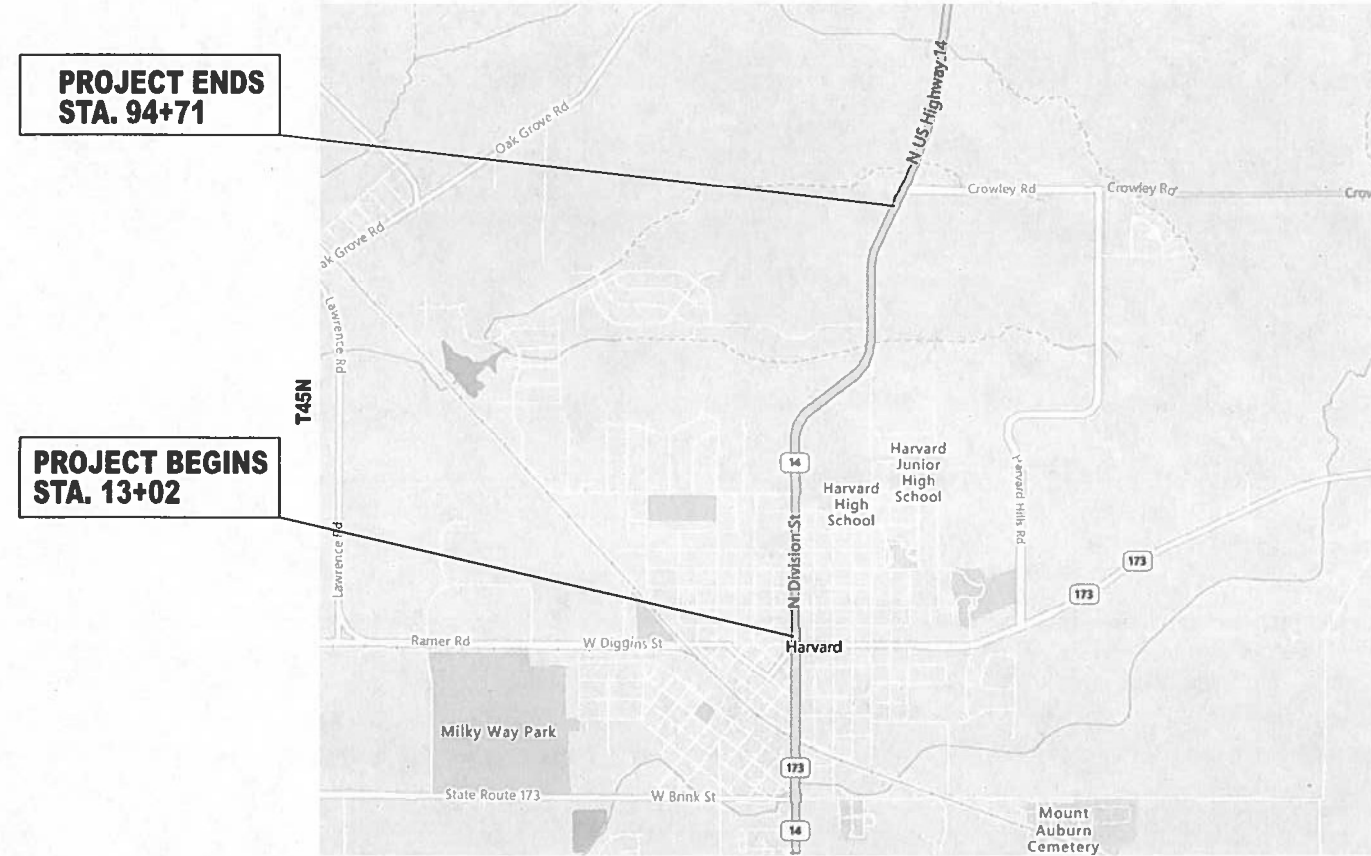 PROJECT ENDS
STA. 94+71
N US Highway 14
Oak Grove Rd
Crowley Rd
Crowley Rd
Crow
ak Grove Rd
Lawrence Rd
T45N
PROJECT BEGINS
STA. 13+02
14
Harvard
Junior
High
School
Harvard
High
School
Harvard Hills Rd
N Division St
Lawrence Rd
173
173
Ramer Rd
W Diggins St
Harvard
Milky Way Park
173
State Route 173
W Brink St
14
Mount
Auburn
Cemetery